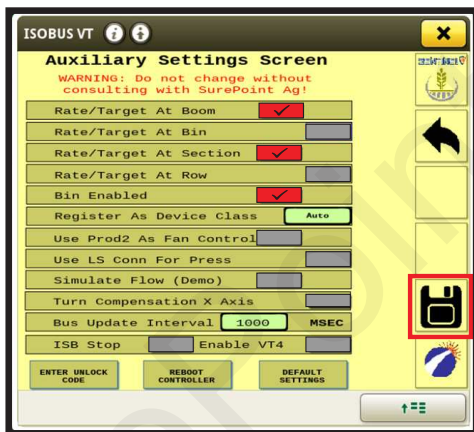 ISOBUS VT
Auxiliary Settings Screen
WARNING: Do not change without
consulting with SurePoint Ag!
Rate/Target At Boom
Rate/Target At Bin
Rate/Target At Section
Rate/Target At Row
Bin Enabled
Register As Device Class Auto
Use Prod2 As Fan Control
Use LS Conn For Press
Simulate Flow (Demo)
Turn Compensation X Axis
Bus Update Interval 1000 MSEC
ISB Stop Enable VT4
ENTER UNLOCK
CODE
REBOOT
CONTROLLER
DEFAULT
SETTINGS